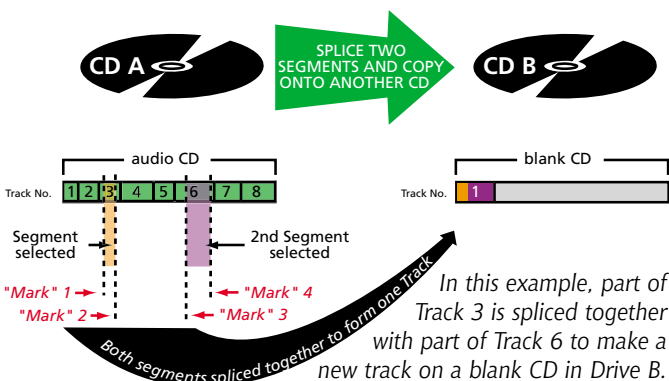 CD A
SPLICE TWO
SEGMENTS AND COPY
ONTO ANOTHER CD
CD B
audio CD
blank CD
Track No. 1 2 3 4 5 6 7 8
Track No. 1
Segment
selected
2nd Segment
selected
"Mark" 1
"Mark" 4
"Mark" 2
"Mark" 3
Both segments spliced together to form one Track
In this example, part of
Track 3 is spliced together
with part of Track 6 to make a
new track on a blank CD in Drive B.